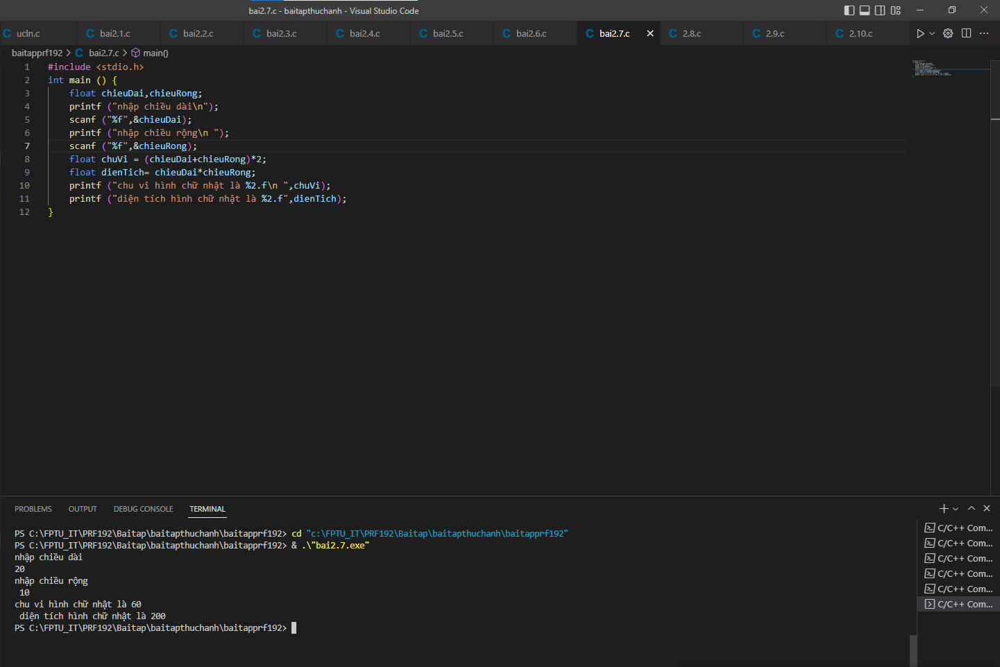 bai2.7.c - baitapthuchanh - Visual Studio Code
ucln.c bai2.1.c bai2.2.c bai2.3.c bai2.4.c bai2.5.c bai2.6.c bai2.7.c 2.8.c 2.9.c 2.10.c
baitapprf192 > bai2.7.c > main()
1 #include <stdio.h>
2 int main () {
3 float chieuDai,chieuRong;
4 printf ("nhập chiều dài\n");
5 scanf ("%f",&chieuDai);
6 printf ("nhập chiều rộng\n ");
7 scanf ("%f",&chieuRong);
8 float chuVi = (chieuDai+chieuRong)*2;
9 float dienTich= chieuDai*chieuRong;
10 printf ("chu vi hình chữ nhật là %2.f\n ",chuVi);
11 printf ("diện tích hình chữ nhật là %2.f",dienTich);
12 }
PROBLEMS OUTPUT DEBUG CONSOLE TERMINAL
PS C:\FPTU_IT\PRF192\Baitap\baitapthuchanh\baitapprf192> cd "c:\FPTU_IT\PRF192\Baitap\baitapthuchanh\baitapprf192"
PS C:\FPTU_IT\PRF192\Baitap\baitapthuchanh\baitapprf192> & .\"bai2.7.exe"
nhập chiều dài
20
nhập chiều rộng
10
chu vi hình chữ nhật là 60
diện tích hình chữ nhật là 200
PS C:\FPTU_IT\PRF192\Baitap\baitapthuchanh\baitapprf192>
C/C++ Com...
C/C++ Com...
C/C++ Com...
C/C++ Com...
C/C++ Com...
C/C++ Com...